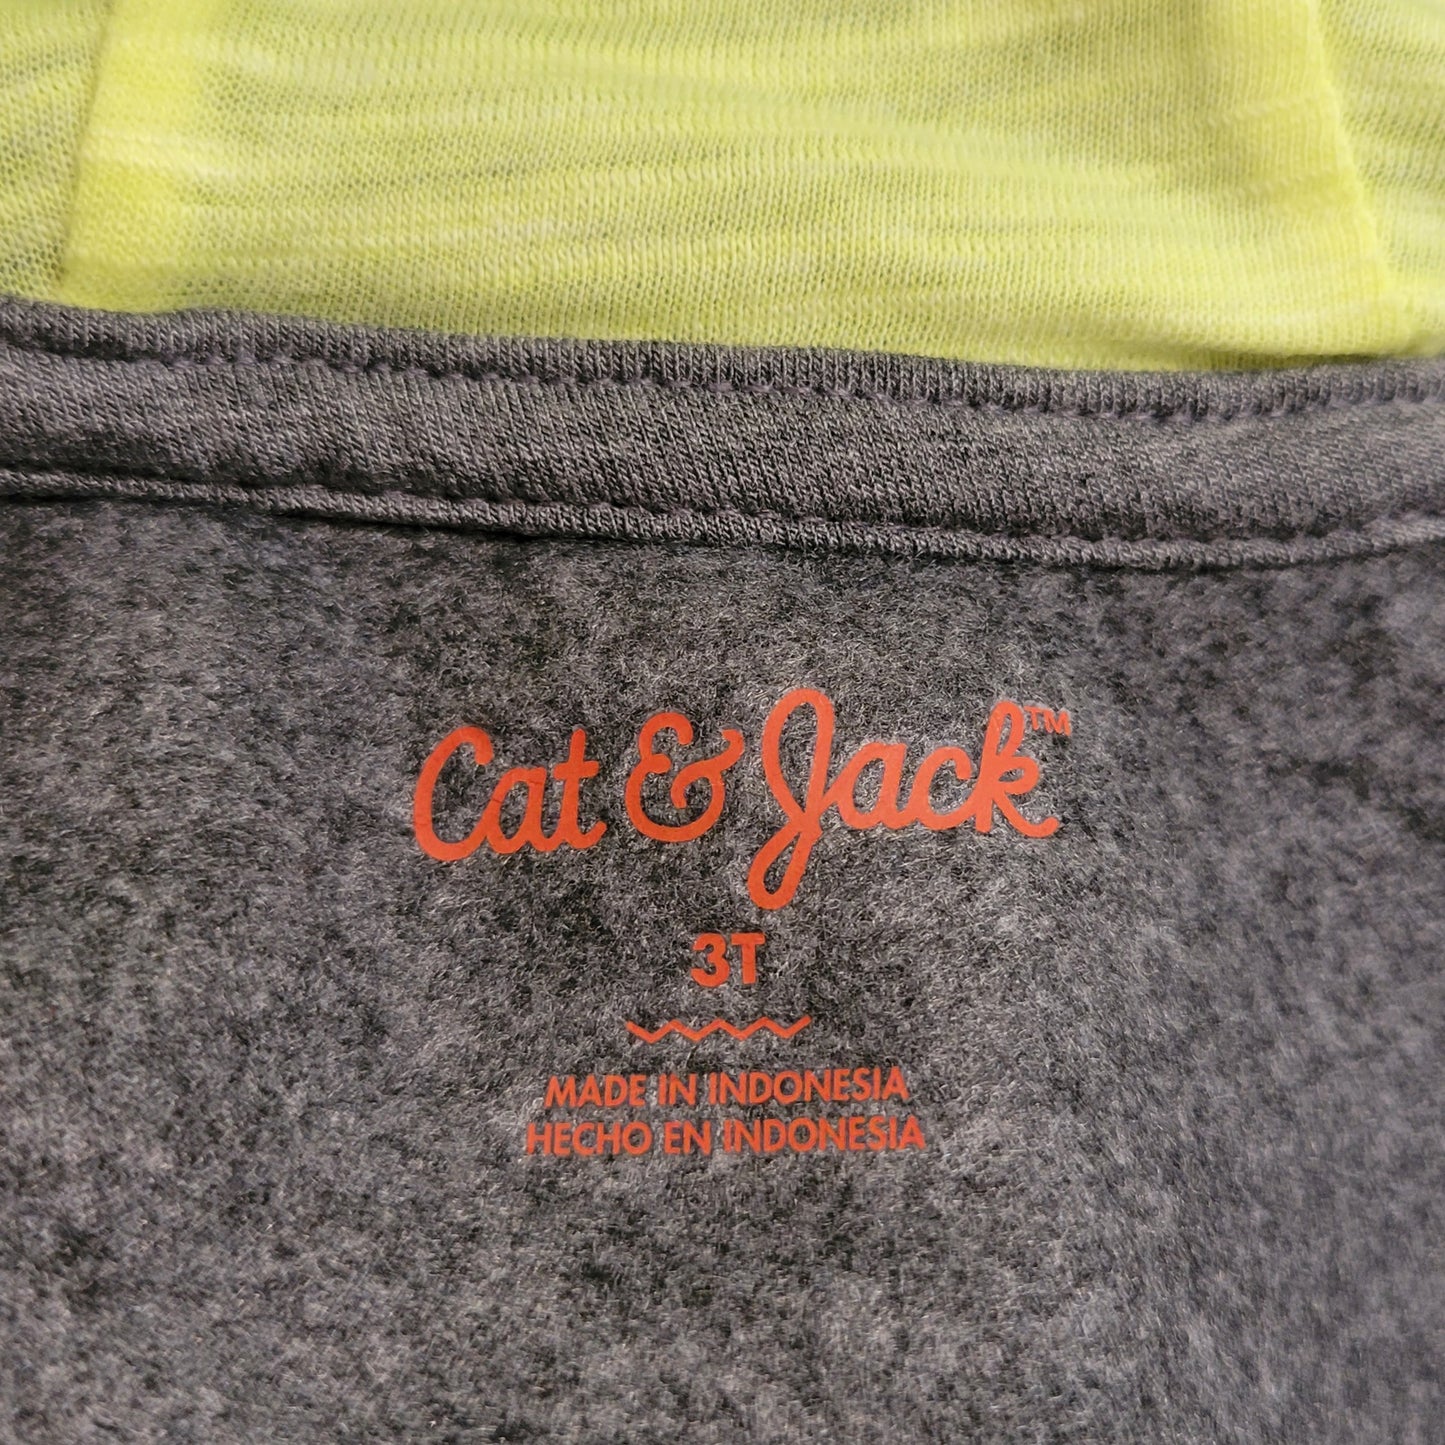 Cat & Jack™
3T
MADE IN INDONESIA
HECHO EN INDONESIA